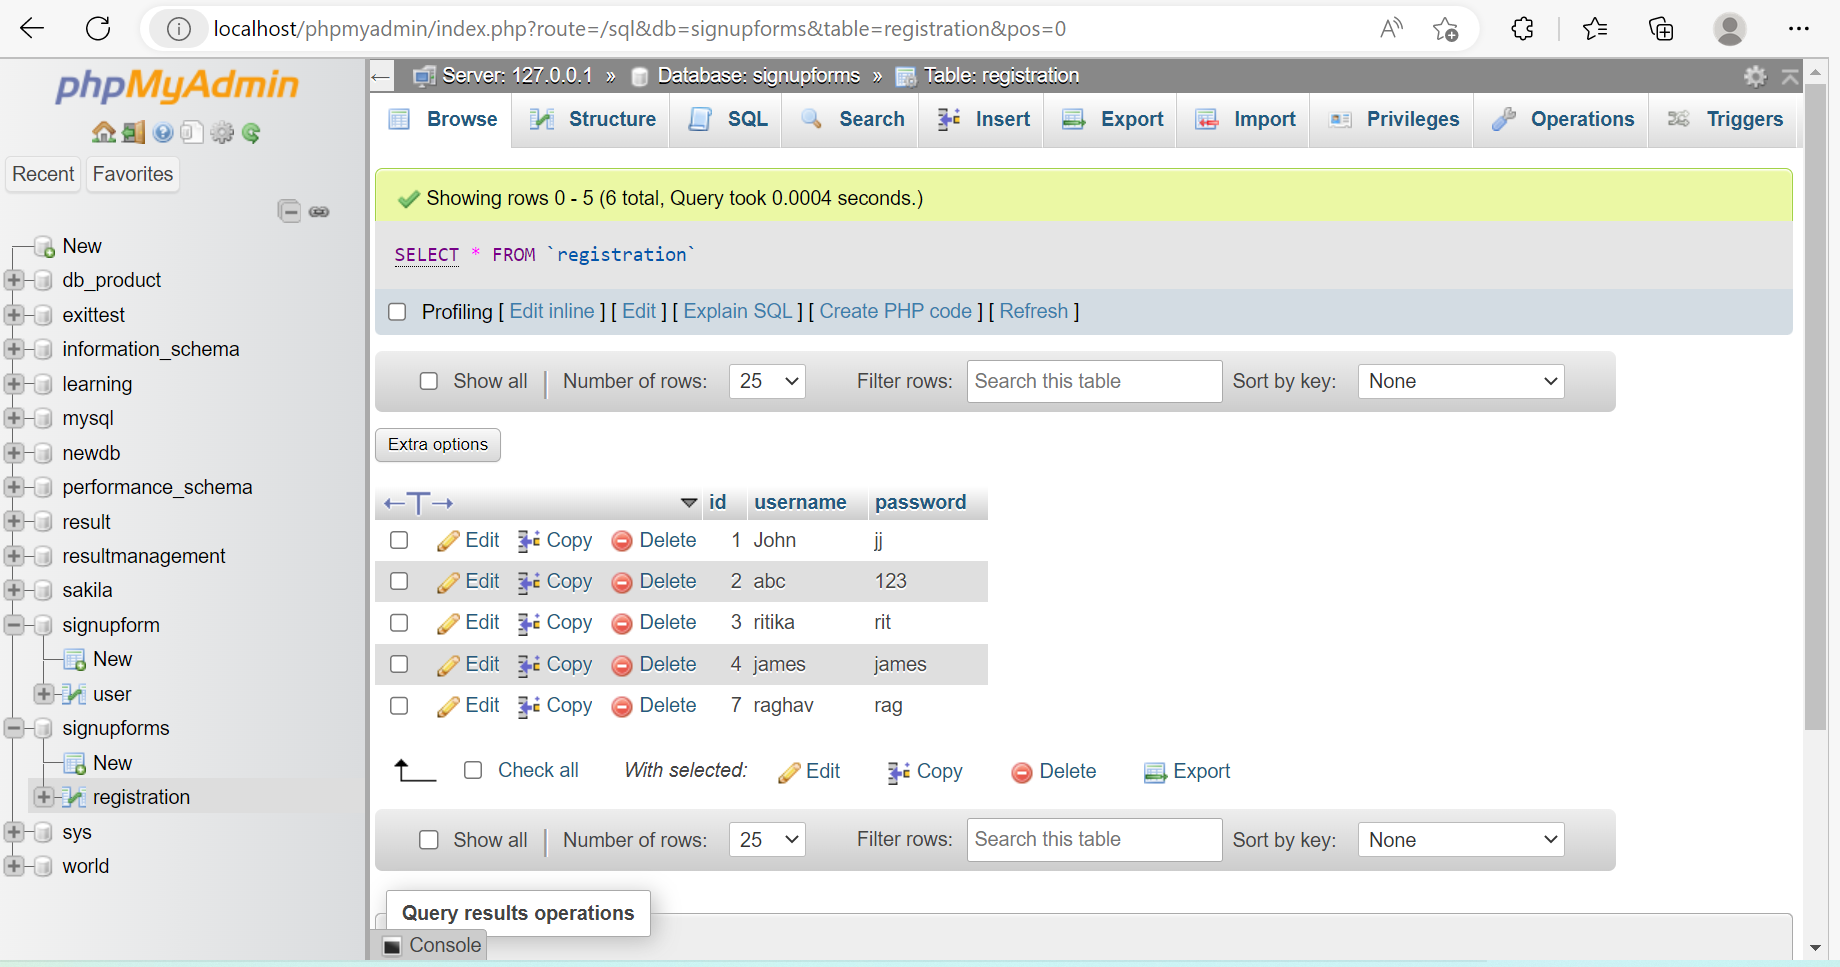 localhost/phpmyadmin/index.php?route=/sql&db=signupforms&table=registration&pos=0
phpMyAdmin
Recent Favorites
New
db_product
exittest
information_schema
learning
mysql
newdb
performance_schema
result
resultmanagement
sakila
signupform
New
user
signupforms
New
registration
sys
world
Server: 127.0.0.1 » Database: signupforms » Table: registration
Browse Structure SQL Search Insert Export Import Privileges Operations Triggers
Showing rows 0 - 5 (6 total, Query took 0.0004 seconds.)
SELECT * FROM `registration`
Profiling [ Edit inline ] [ Edit ] [ Explain SQL ] [ Create PHP code ] [ Refresh ]
Show all Number of rows: 25 Filter rows: Search this table Sort by key: None
Extra options
id username password
Edit Copy Delete 1 John jj
Edit Copy Delete 2 abc 123
Edit Copy Delete 3 ritika rit
Edit Copy Delete 4 james james
Edit Copy Delete 7 raghav rag
Check all With selected: Edit Copy Delete Export
Show all Number of rows: 25 Filter rows: Search this table Sort by key: None
Query results operations
Console